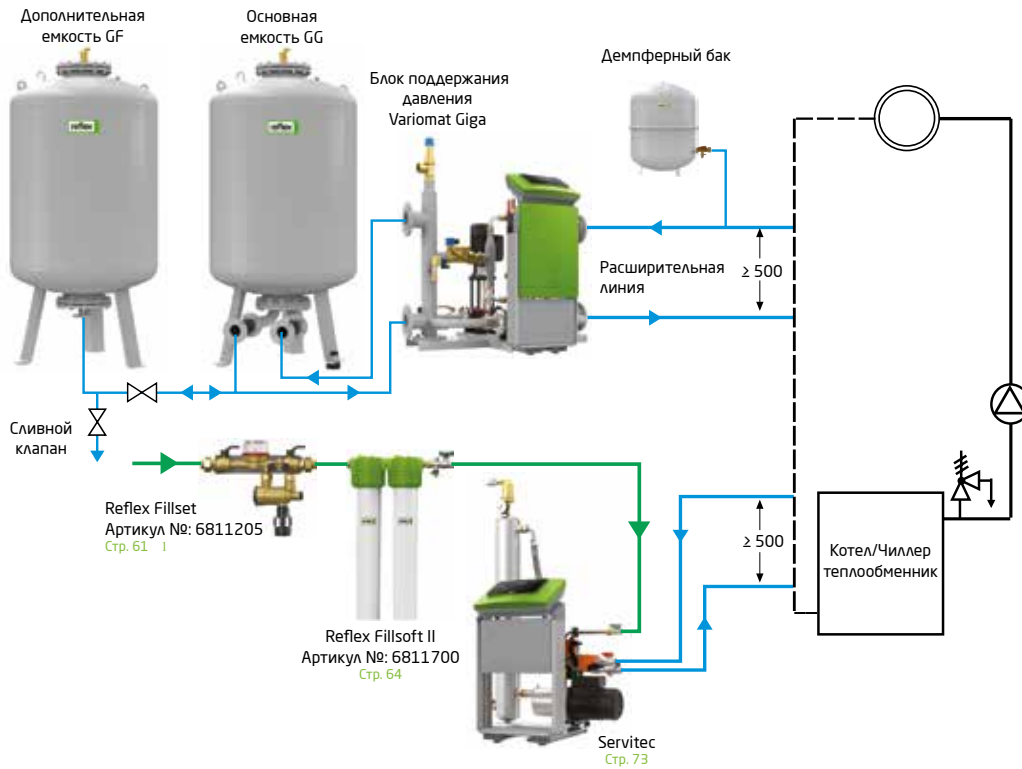 Дополнительная
емкость GF
Основная
емкость GG
Блок поддержания
давления
Variomat Giga
Демпферный бак
reflex
reflex
Расширительная
линия
≥ 500
Сливной
клапан
Reflex Fillset
Артикул №: 6811205
Стр. 61
Reflex Fillsoft II
Артикул №: 6811700
Стр. 64
≥ 500
Котел/Чиллер
теплообменник
Servitec
Стр. 73